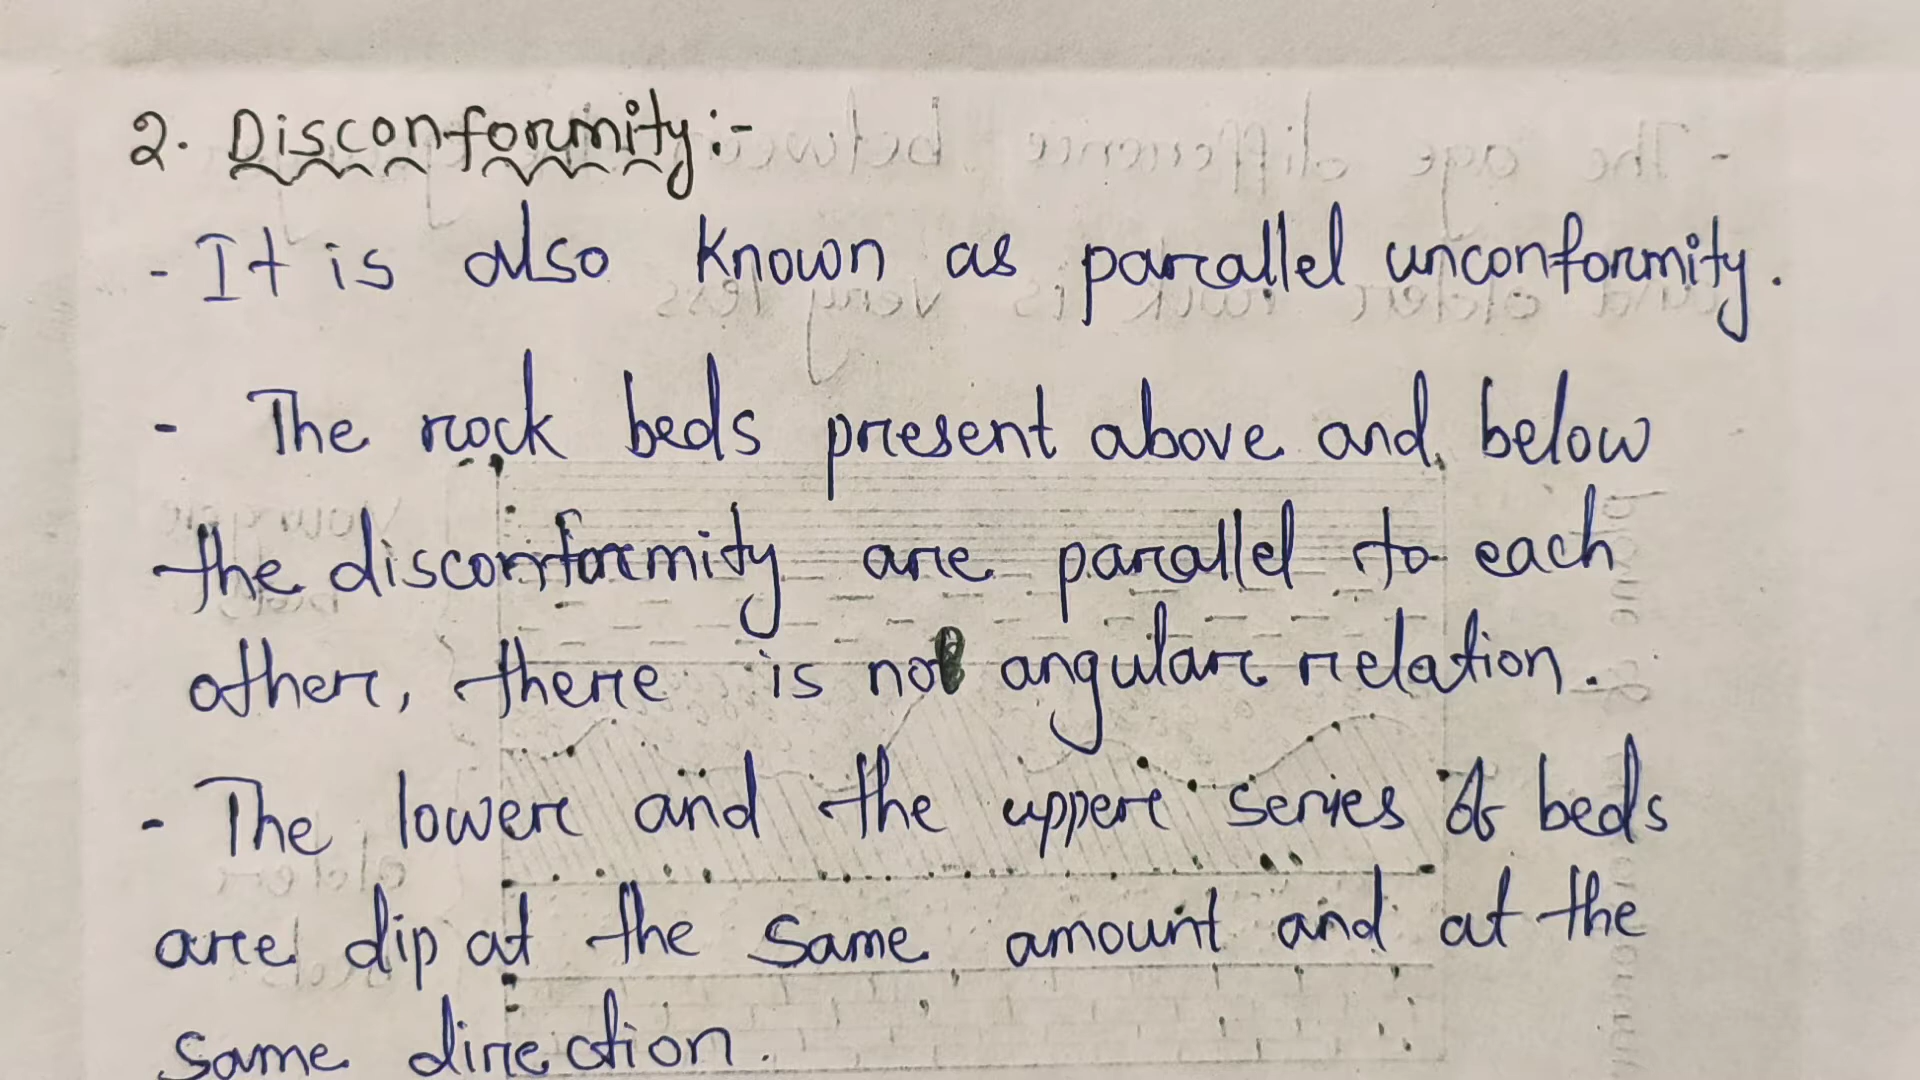 2. Disconformity:-
- It is also known as parallel unconformity.
- The rock beds present above and below
the disconformity are parallel to each
other, there is no angular relation.
- The lower and the upper series of beds
are dip at the same amount and at the
same direction.